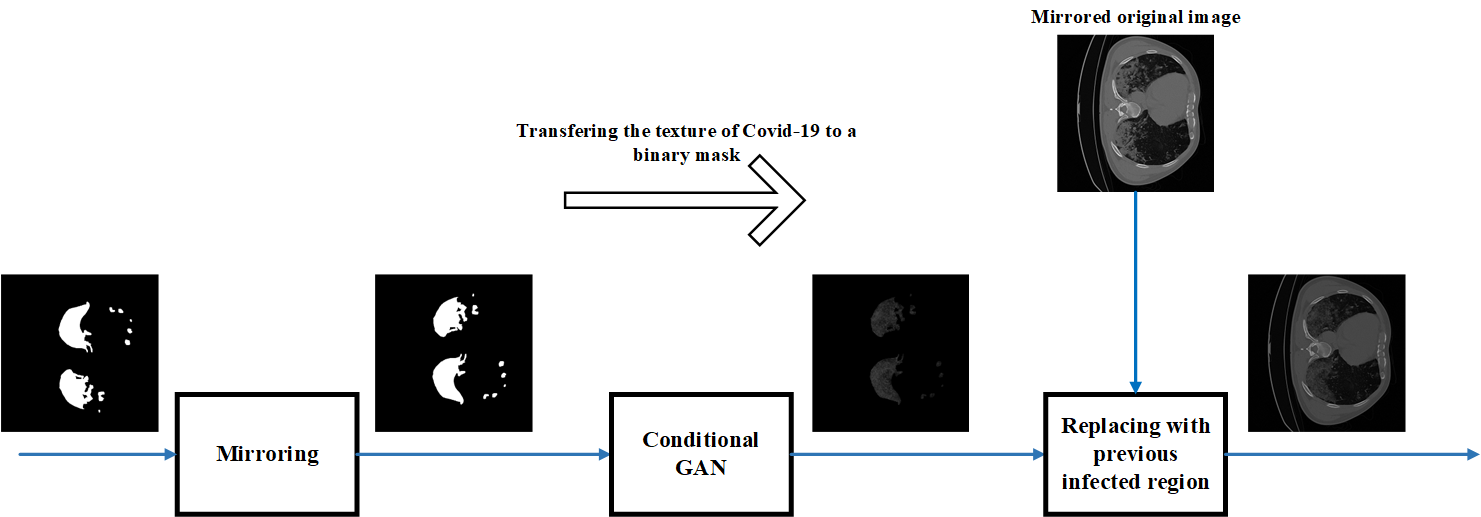 Mirrored original image
Transfering the texture of Covid-19 to a
binary mask
Mirroring
Conditional
GAN
Replacing with
previous
infected region